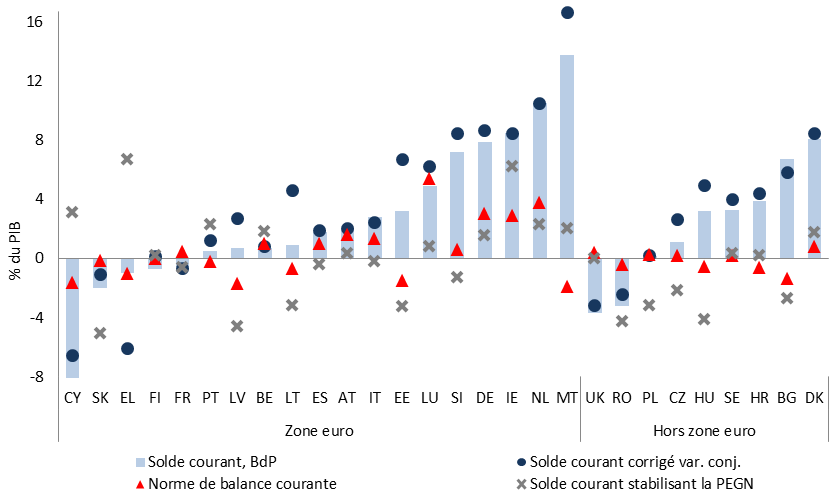 16
12
8
4
0
-4
-8
% du PIB
CY SK EL FI FR PT LV BE LT ES AT IT EE LU SI DE IE NL MT UK RO PL CZ HU SE HR BG DK
Zone euro Hors zone euro
Solde courant, BdP Solde courant corrigé var. conj.
Norme de balance courante Solde courant stabilisant la PEGN